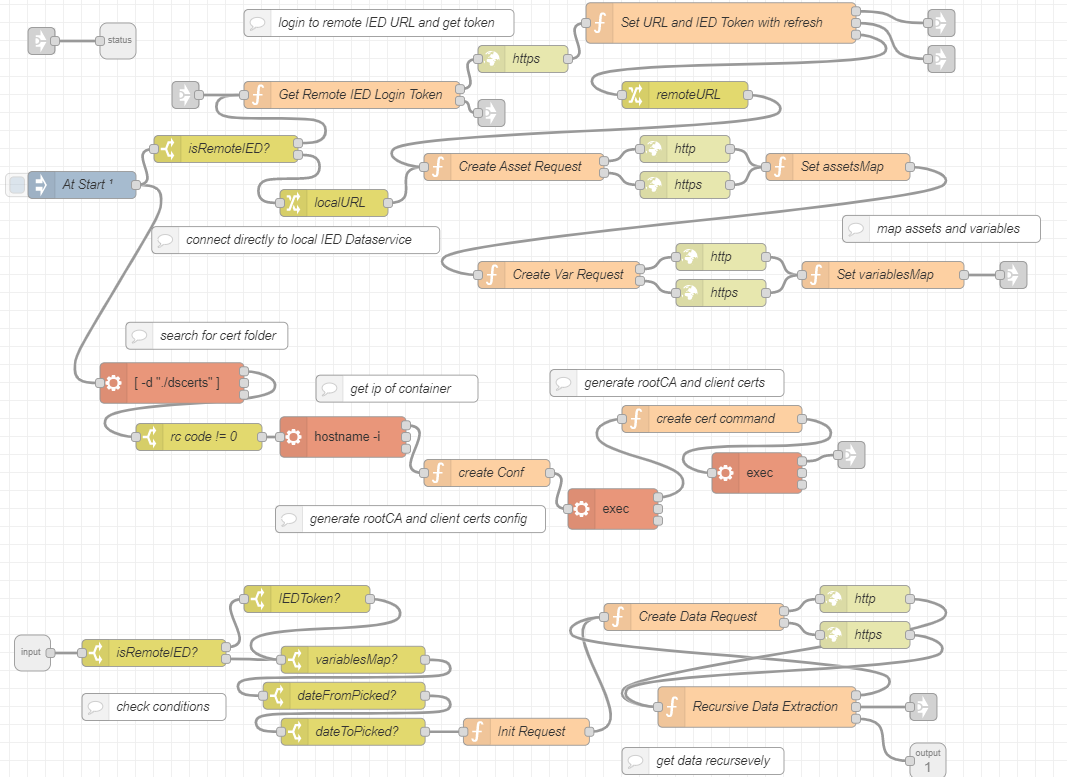 login to remote IED URL and get token
Set URL and IED Token with refresh
status
https
Get Remote IED Login Token
remoteURL
isRemoteIED?
Create Asset Request
http
https
Set assetsMap
At Start ¹
localURL
connect directly to local IED Dataservice
map assets and variables
http
Create Var Request
Set variablesMap
https
search for cert folder
[ -d "./dscerts" ]
get ip of container
generate rootCA and client certs
create cert command
rc code != 0
hostname -i
create Conf
exec
exec
generate rootCA and client certs config
IEDToken?
http
Create Data Request
https
input
isRemoteIED?
variablesMap?
dateFromPicked?
check conditions
Recursive Data Extraction
dateToPicked?
Init Request
get data recursevely
output
1